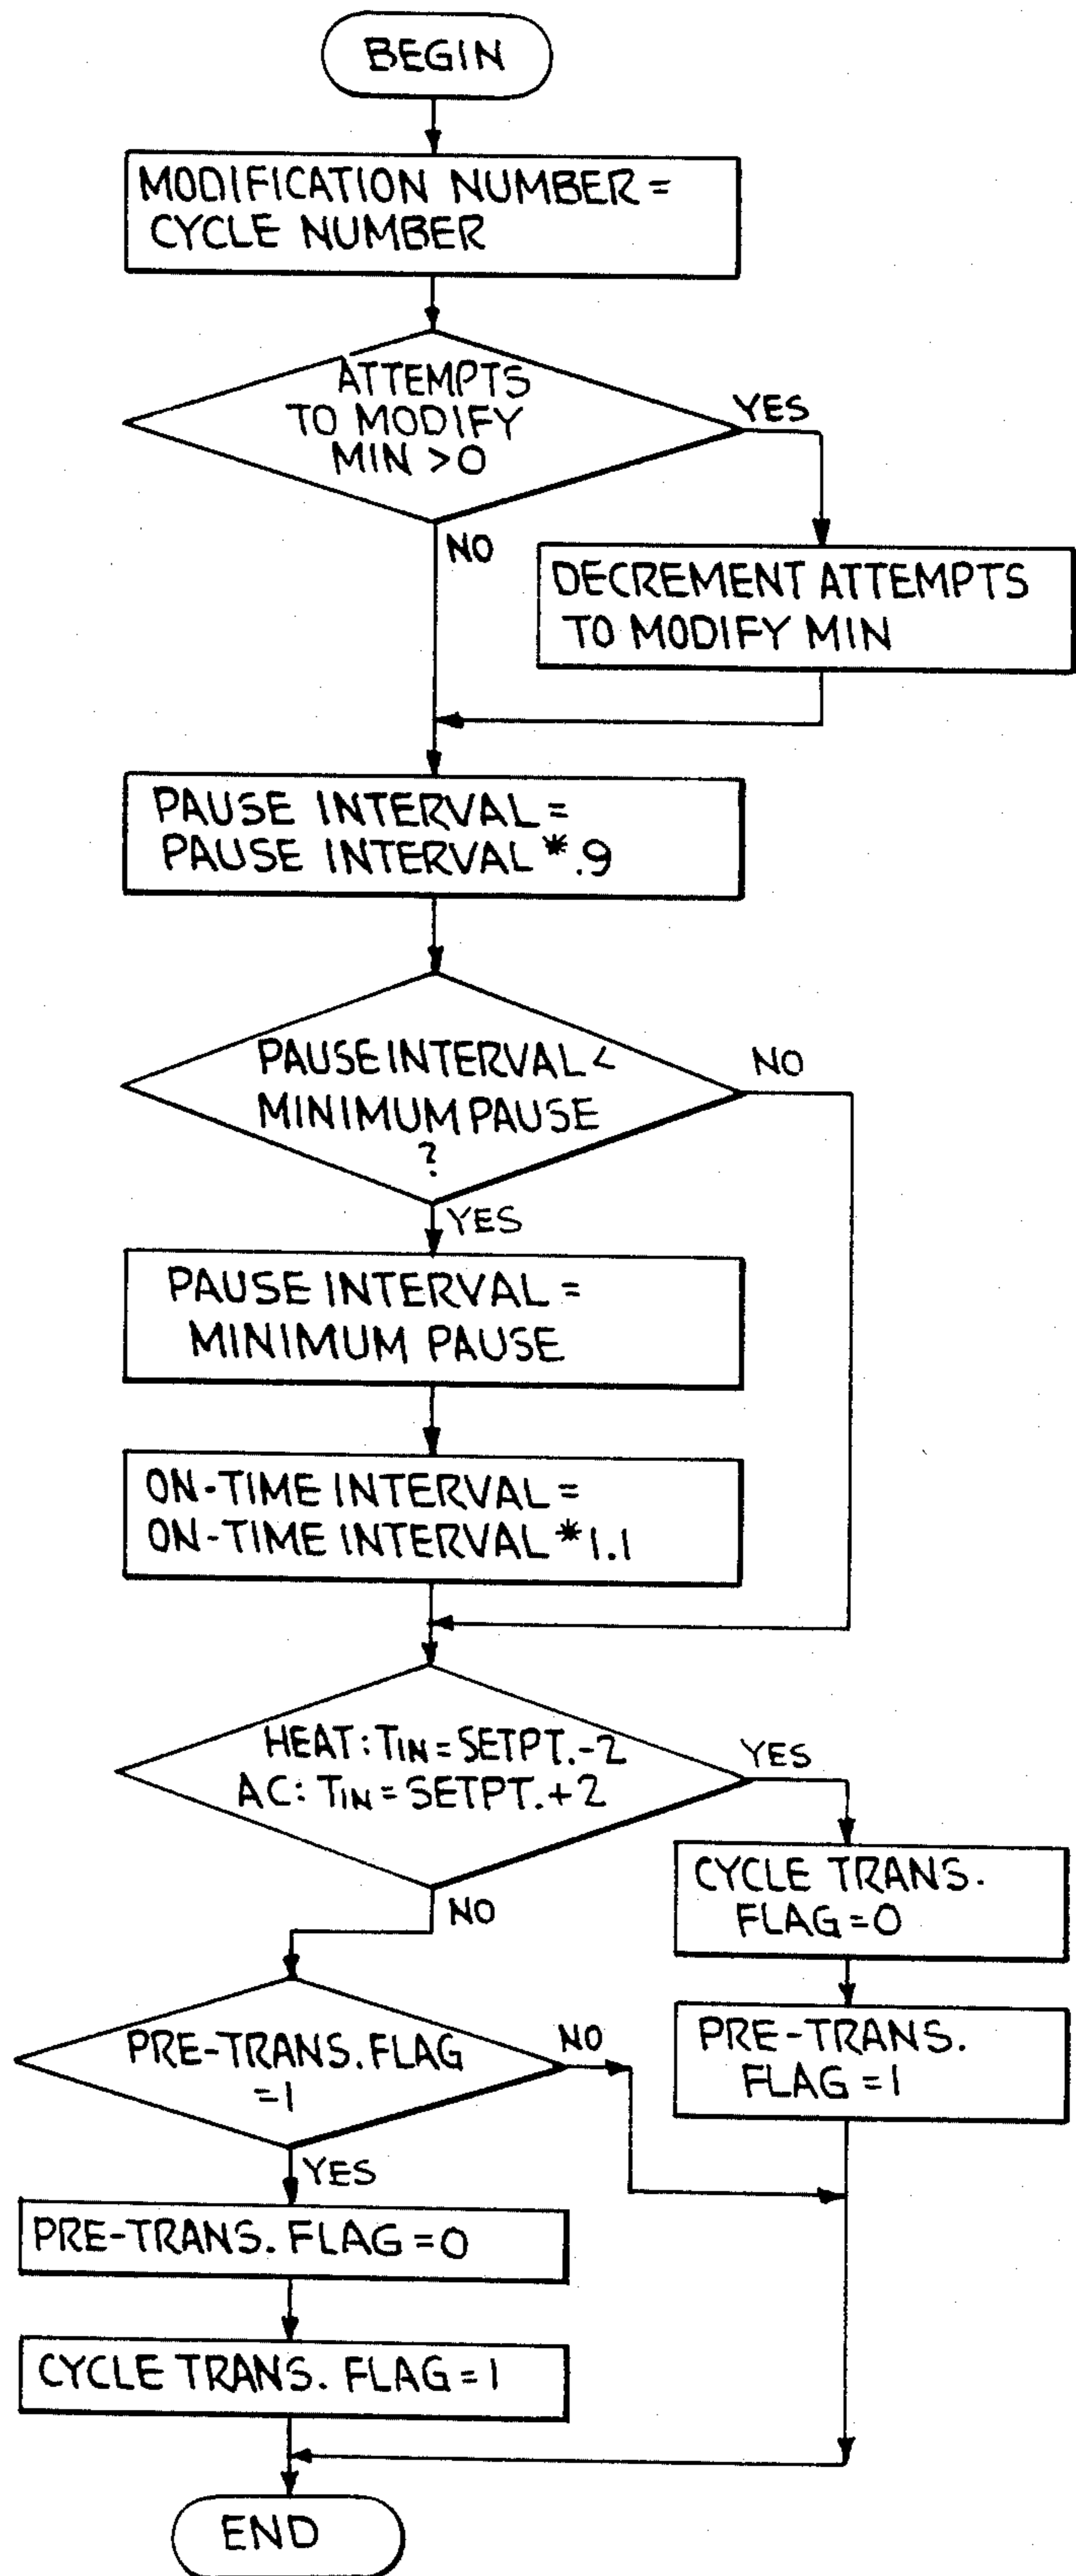 BEGIN
MODIFICATION NUMBER =
CYCLE NUMBER
ATTEMPTS
TO MODIFY
MIN > 0
YES
NO
DECREMENT ATTEMPTS
TO MODIFY MIN
PAUSE INTERVAL =
PAUSE INTERVAL * .9
PAUSE INTERVAL <
MINIMUM PAUSE
?
NO
YES
PAUSE INTERVAL =
MINIMUM PAUSE
ON-TIME INTERVAL =
ON-TIME INTERVAL * 1.1
HEAT: TIN = SETPT.-2
AC: TIN = SETPT.+2
YES
NO
CYCLE TRANS.
FLAG = 0
PRE-TRANS. FLAG
= 1
NO
PRE-TRANS.
FLAG = 1
YES
PRE-TRANS. FLAG = 0
CYCLE TRANS. FLAG = 1
END